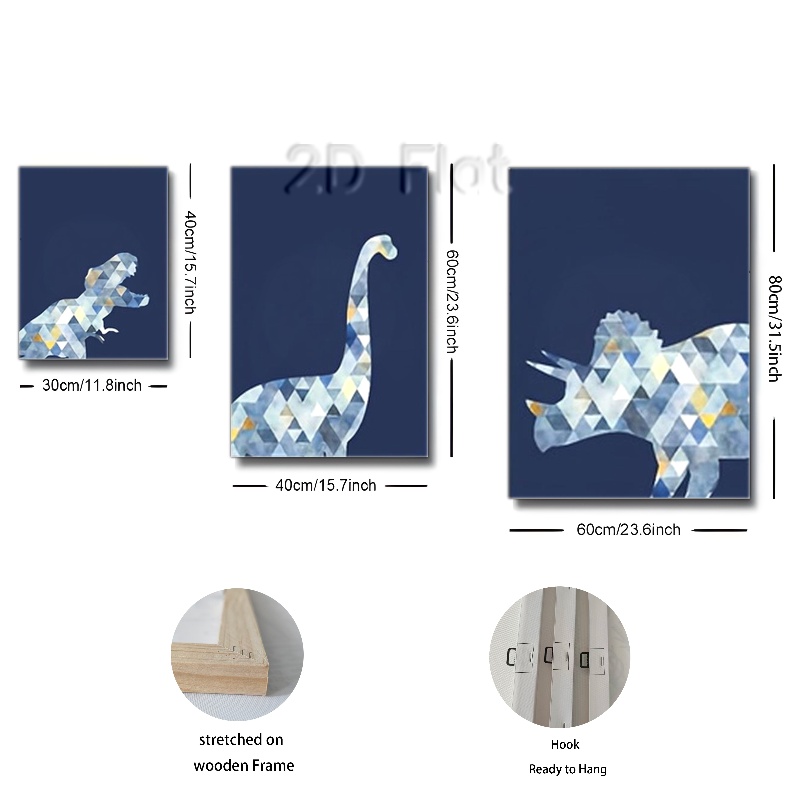 2D Flat
40cm/15.7inch
30cm/11.8inch
60cm/23.6inch
40cm/15.7inch
80cm/31.5inch
60cm/23.6inch
stretched on
wooden Frame
Hook
Ready to Hang